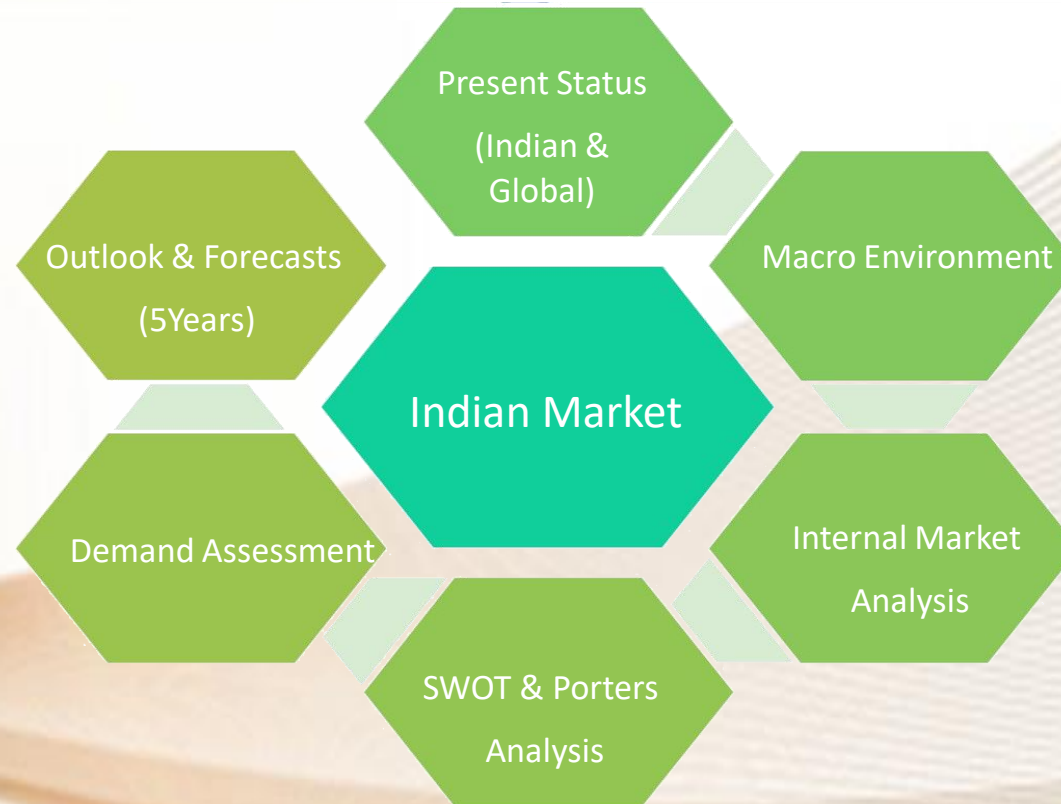 Present Status
(Indian &
Global)
Macro Environment
Internal Market
Analysis
SWOT & Porters
Analysis
Demand Assessment
Outlook & Forecasts
(5Years)
Indian Market